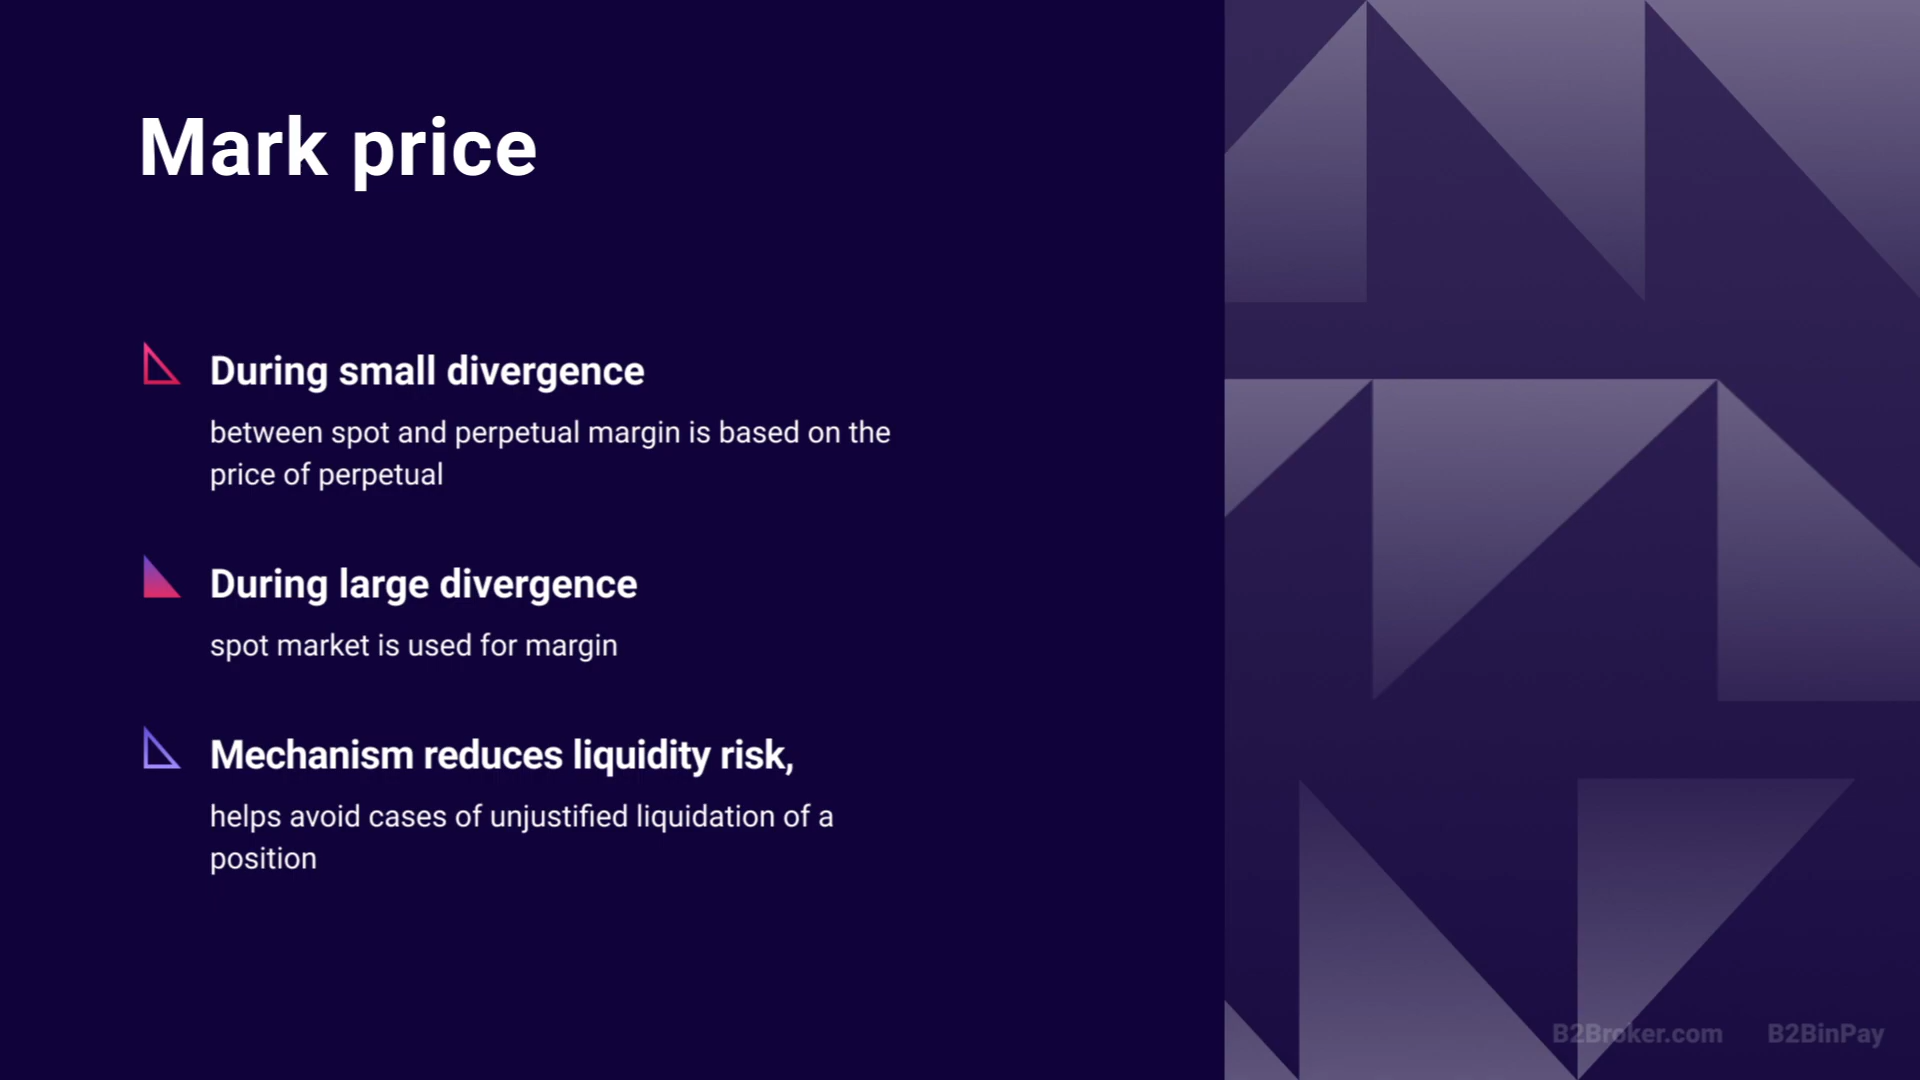 Mark price
During small divergence
between spot and perpetual margin is based on the
price of perpetual
During large divergence
spot market is used for margin
Mechanism reduces liquidity risk,
helps avoid cases of unjustified liquidation of a
position
B2Broker.com B2BinPay